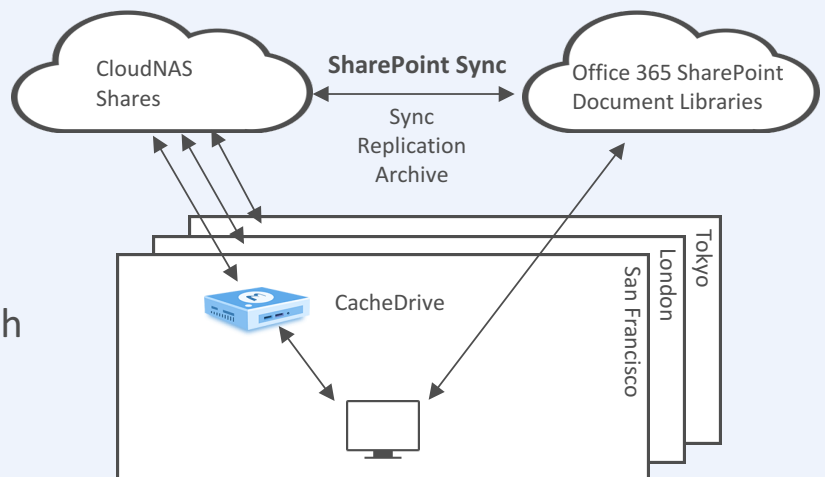 CloudNAS
Shares
SharePoint Sync
Sync
Replication
Archive
Office 365 SharePoint
Document Libraries
Tokyo
London
San Francisco
CacheDrive
h